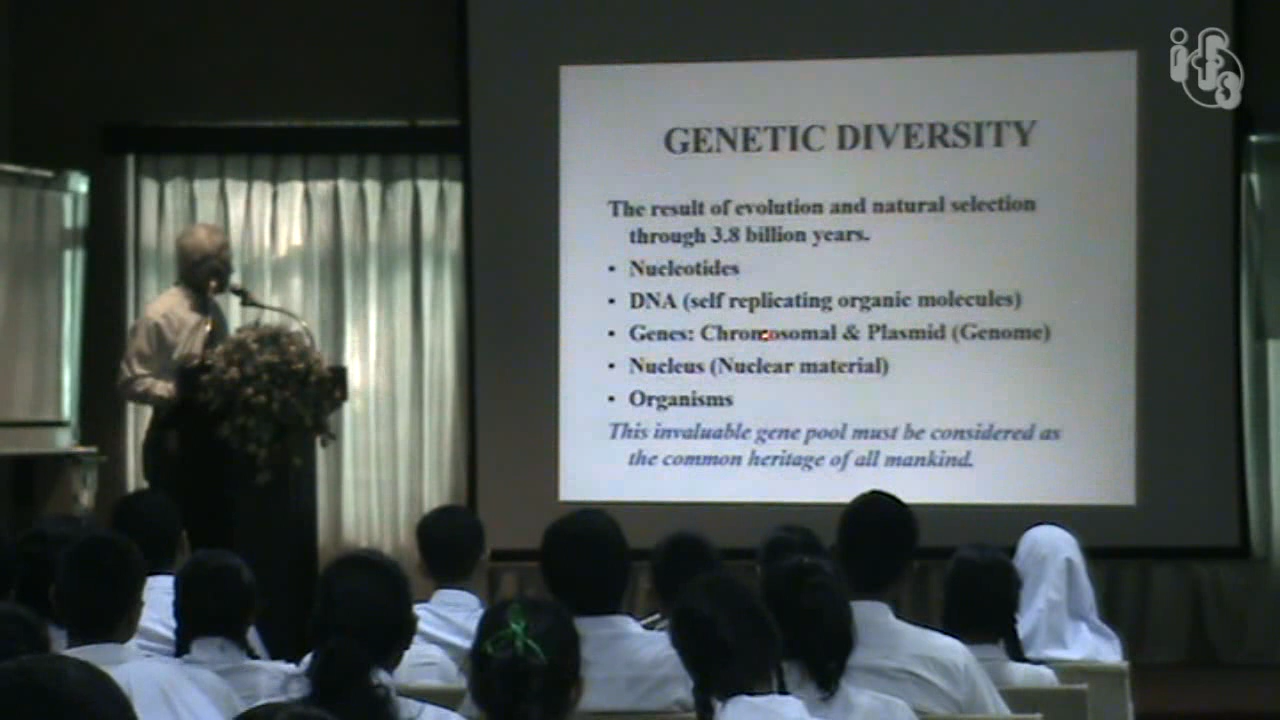 GENETIC DIVERSITY
The result of evolution and natural selection
through 3.8 billion years.
• Nucleotides
• DNA (self replicating organic molecules)
• Genes: Chromosomal & Plasmid (Genome)
• Nucleus (Nuclear material)
• Organisms
This invaluable gene pool must be considered as
the common heritage of all mankind.